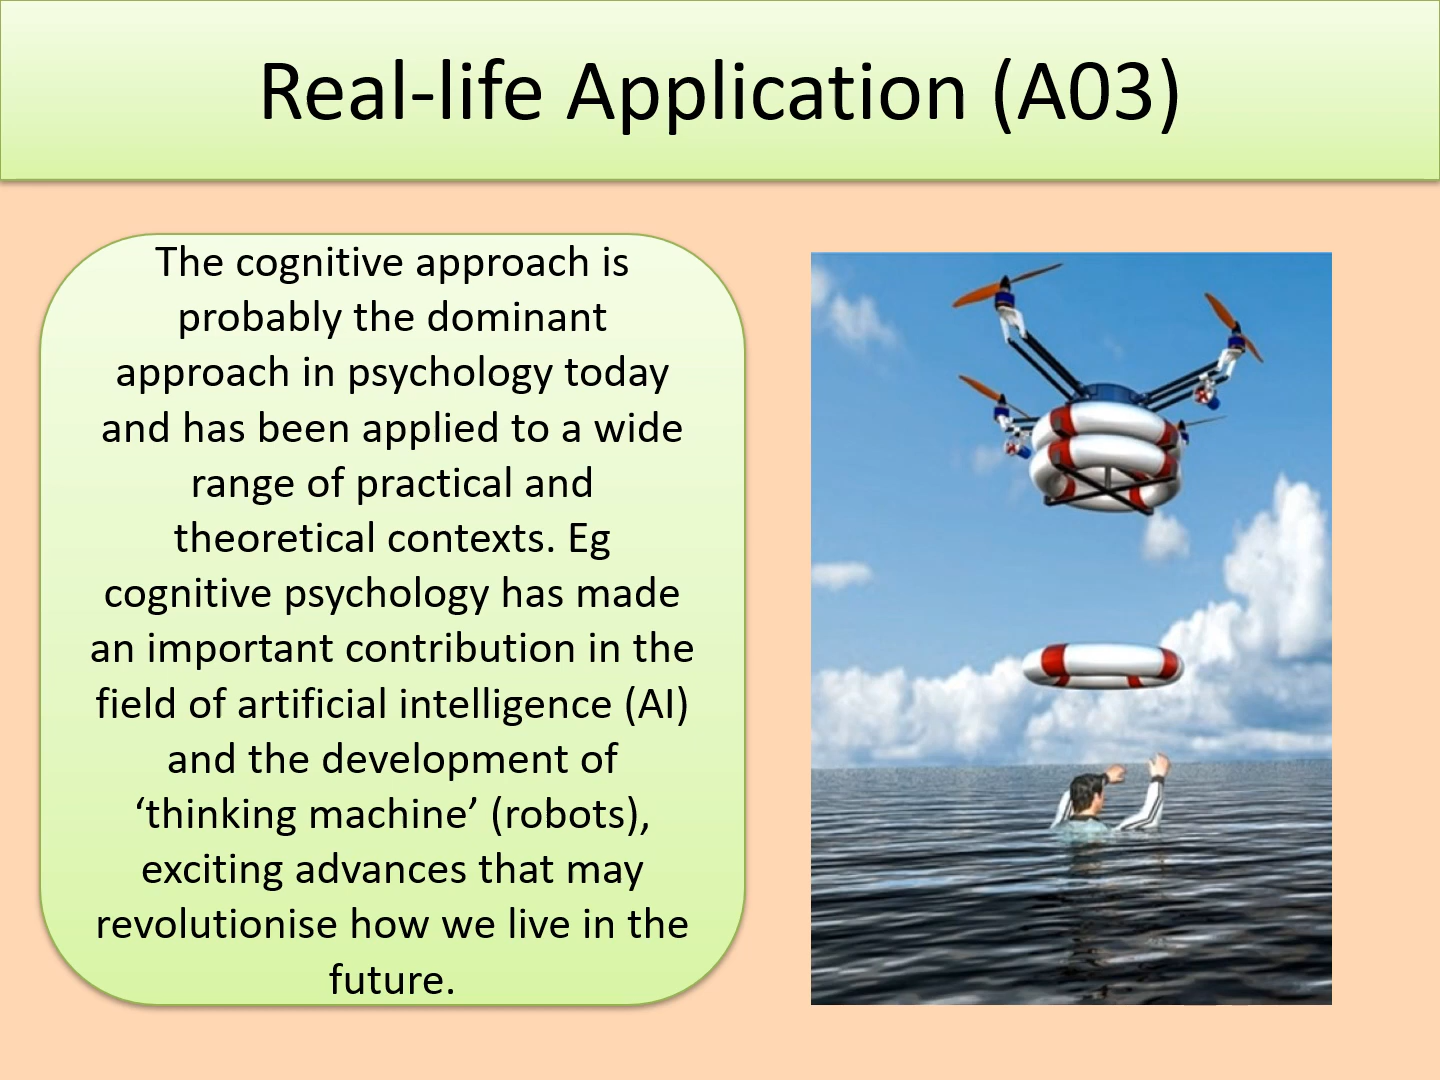 Real-life Application (A03)
The cognitive approach is
probably the dominant
approach in psychology today
and has been applied to a wide
range of practical and
theoretical contexts. Eg
cognitive psychology has made
an important contribution in the
field of artificial intelligence (AI)
and the development of
‘thinking machine’ (robots),
exciting advances that may
revolutionise how we live in the
future.